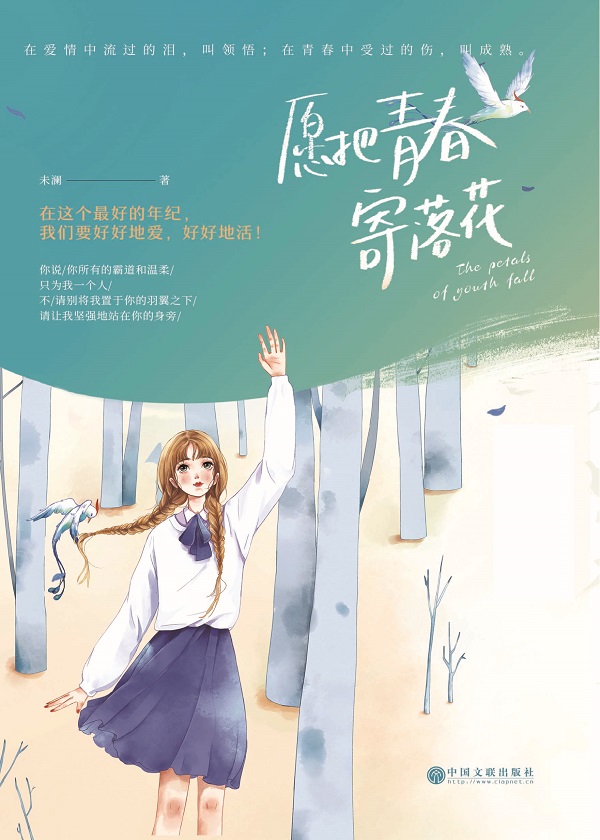 在爱情中流过的泪，叫领悟；在青春中受过的伤，叫成熟。
愿把青春
寄落花
The petals
of youth fall
未澜 著
在这个最好的年纪，
我们要好好地爱，好好地活！
你说/你所有的霸道和温柔/
只为我一个人/
不/请别将我置于你的羽翼之下/
请让我坚强地站在你的身旁/
中国文联出版社
http://www.clapnet.cn